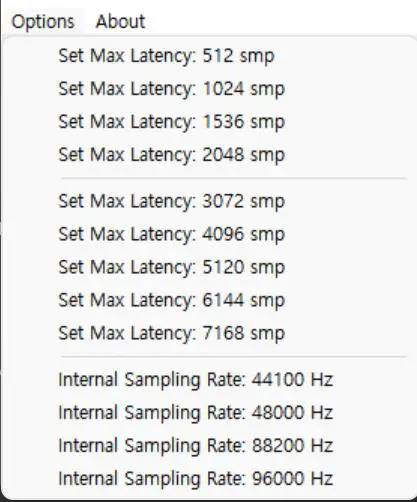 Options About
Set Max Latency: 512 smp
Set Max Latency: 1024 smp
Set Max Latency: 1536 smp
Set Max Latency: 2048 smp
Set Max Latency: 3072 smp
Set Max Latency: 4096 smp
Set Max Latency: 5120 smp
Set Max Latency: 6144 smp
Set Max Latency: 7168 smp
Internal Sampling Rate: 44100 Hz
Internal Sampling Rate: 48000 Hz
Internal Sampling Rate: 88200 Hz
Internal Sampling Rate: 96000 Hz